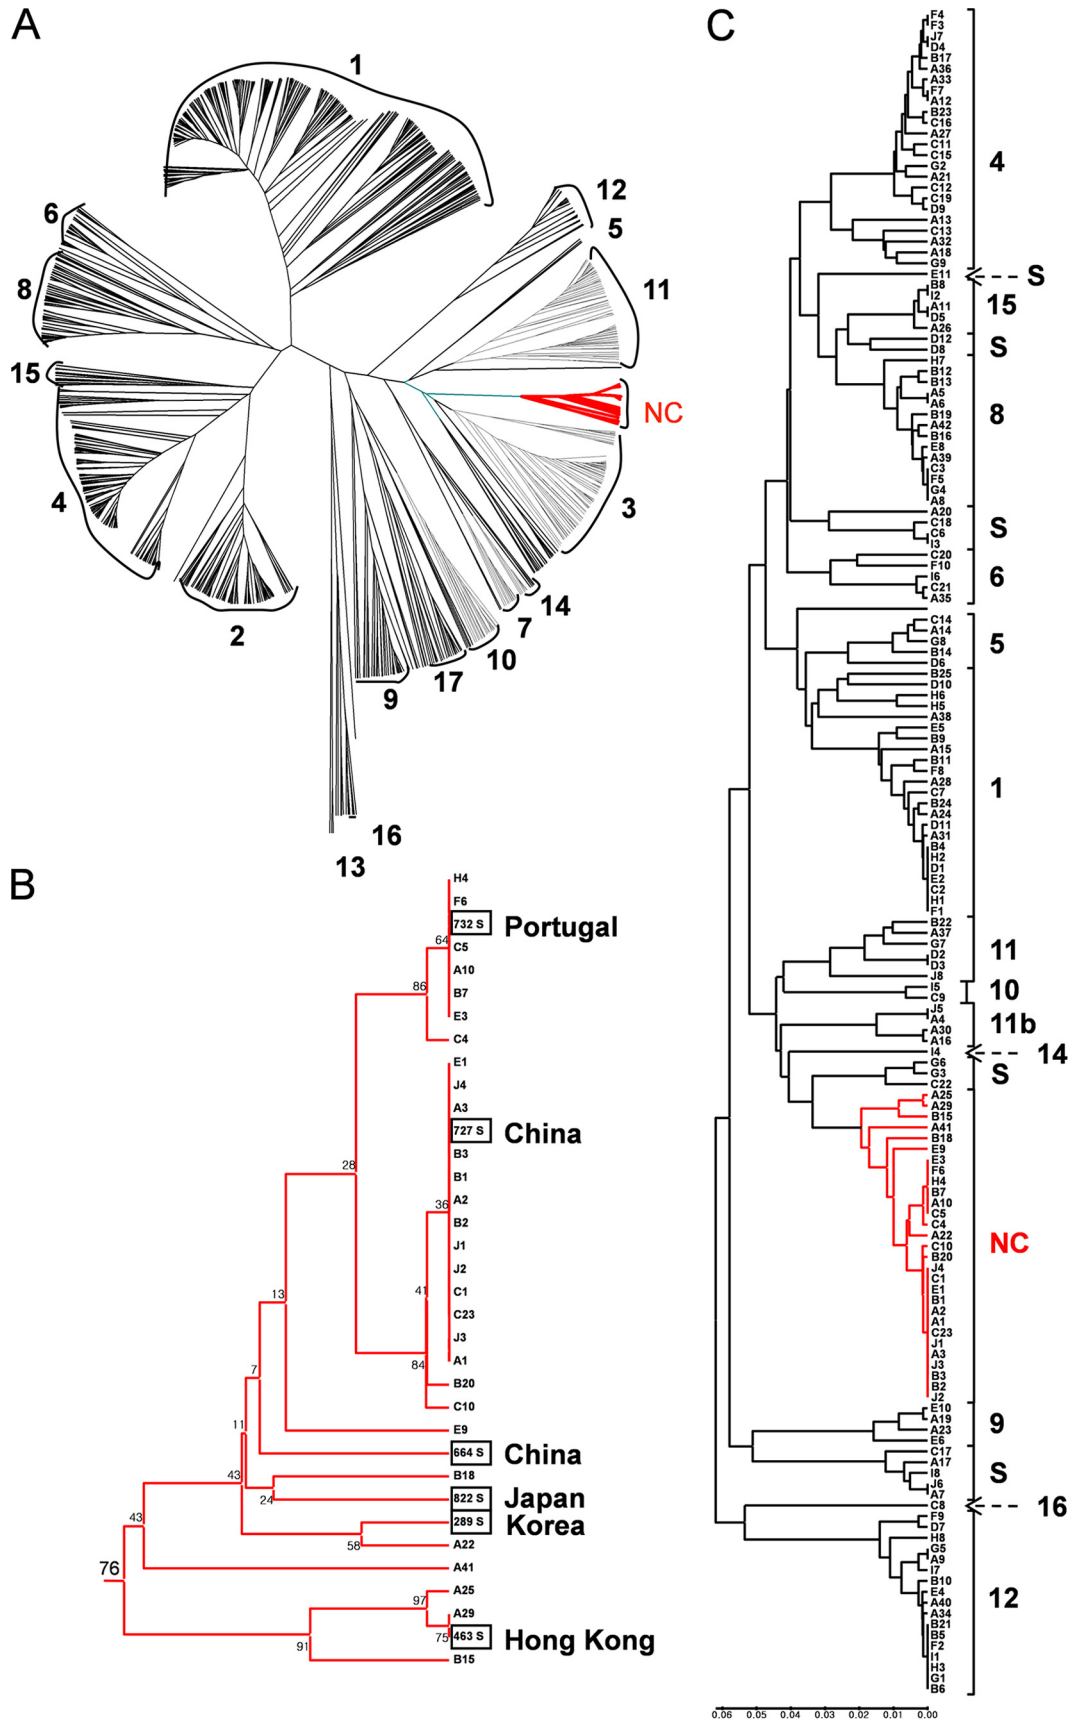 A
1
12
5
6
8
11
15
NC
4
3
2
14
7
10
17
9
16
13
B
H4
F6
732 S Portugal
64
C5
A10
86
B7
E3
C4
E1
J4
A3
727 S China
B3
28
B1
A2
36
B2
J1
J2
41
13
C1
C23
J3
A1
84
7
B20
C10
11
E9
664 S China
43
B18
24
822 S Japan
43
289 S Korea
58
A22
76
A41
A25
97
A29
75
463 S Hong Kong
91
B15
C
F4
F3
J7
D4
B17
A36
A33
F7
A12
B23
C16
A27
C11
C15
4
G2
A21
C12
C19
D9
A13
C13
A32
A18
G9
E11
S
B8
I2
15
A11
D5
A26
D12
S
D8
H7
B12
B13
A5
A6
B19
8
A42
B16
E8
A39
C3
F5
G4
A8
A20
C18
S
C6
I3
C20
F10
6
I6
C21
A35
C14
A14
5
G8
B14
D6
B25
D10
H6
H5
A38
E5
B9
A15
B11
F8
A28
1
C7
B24
A24
D11
A31
B4
H2
D1
E2
C2
H1
F1
B22
A37
G7
11
D2
D3
J8
I5
10
C9
J5
A4
11b
A30
A16
I4
14
G6
G3
S
C22
A25
A29
B15
A41
B18
E9
E3
F6
H4
B7
A10
C5
C4
A22
C10
NC
B20
J4
C1
E1
B1
A2
A1
C23
J1
A3
J3
B3
B2
J2
E10
A19
9
A23
E6
C17
A17
S
I8
J6
A7
C8
16
F9
D7
H8
G5
A9
I7
B10
E4
12
A40
A34
B21
B5
F2
I1
H3
G1
B6
0.06 0.05 0.04 0.03 0.02 0.01 0.00